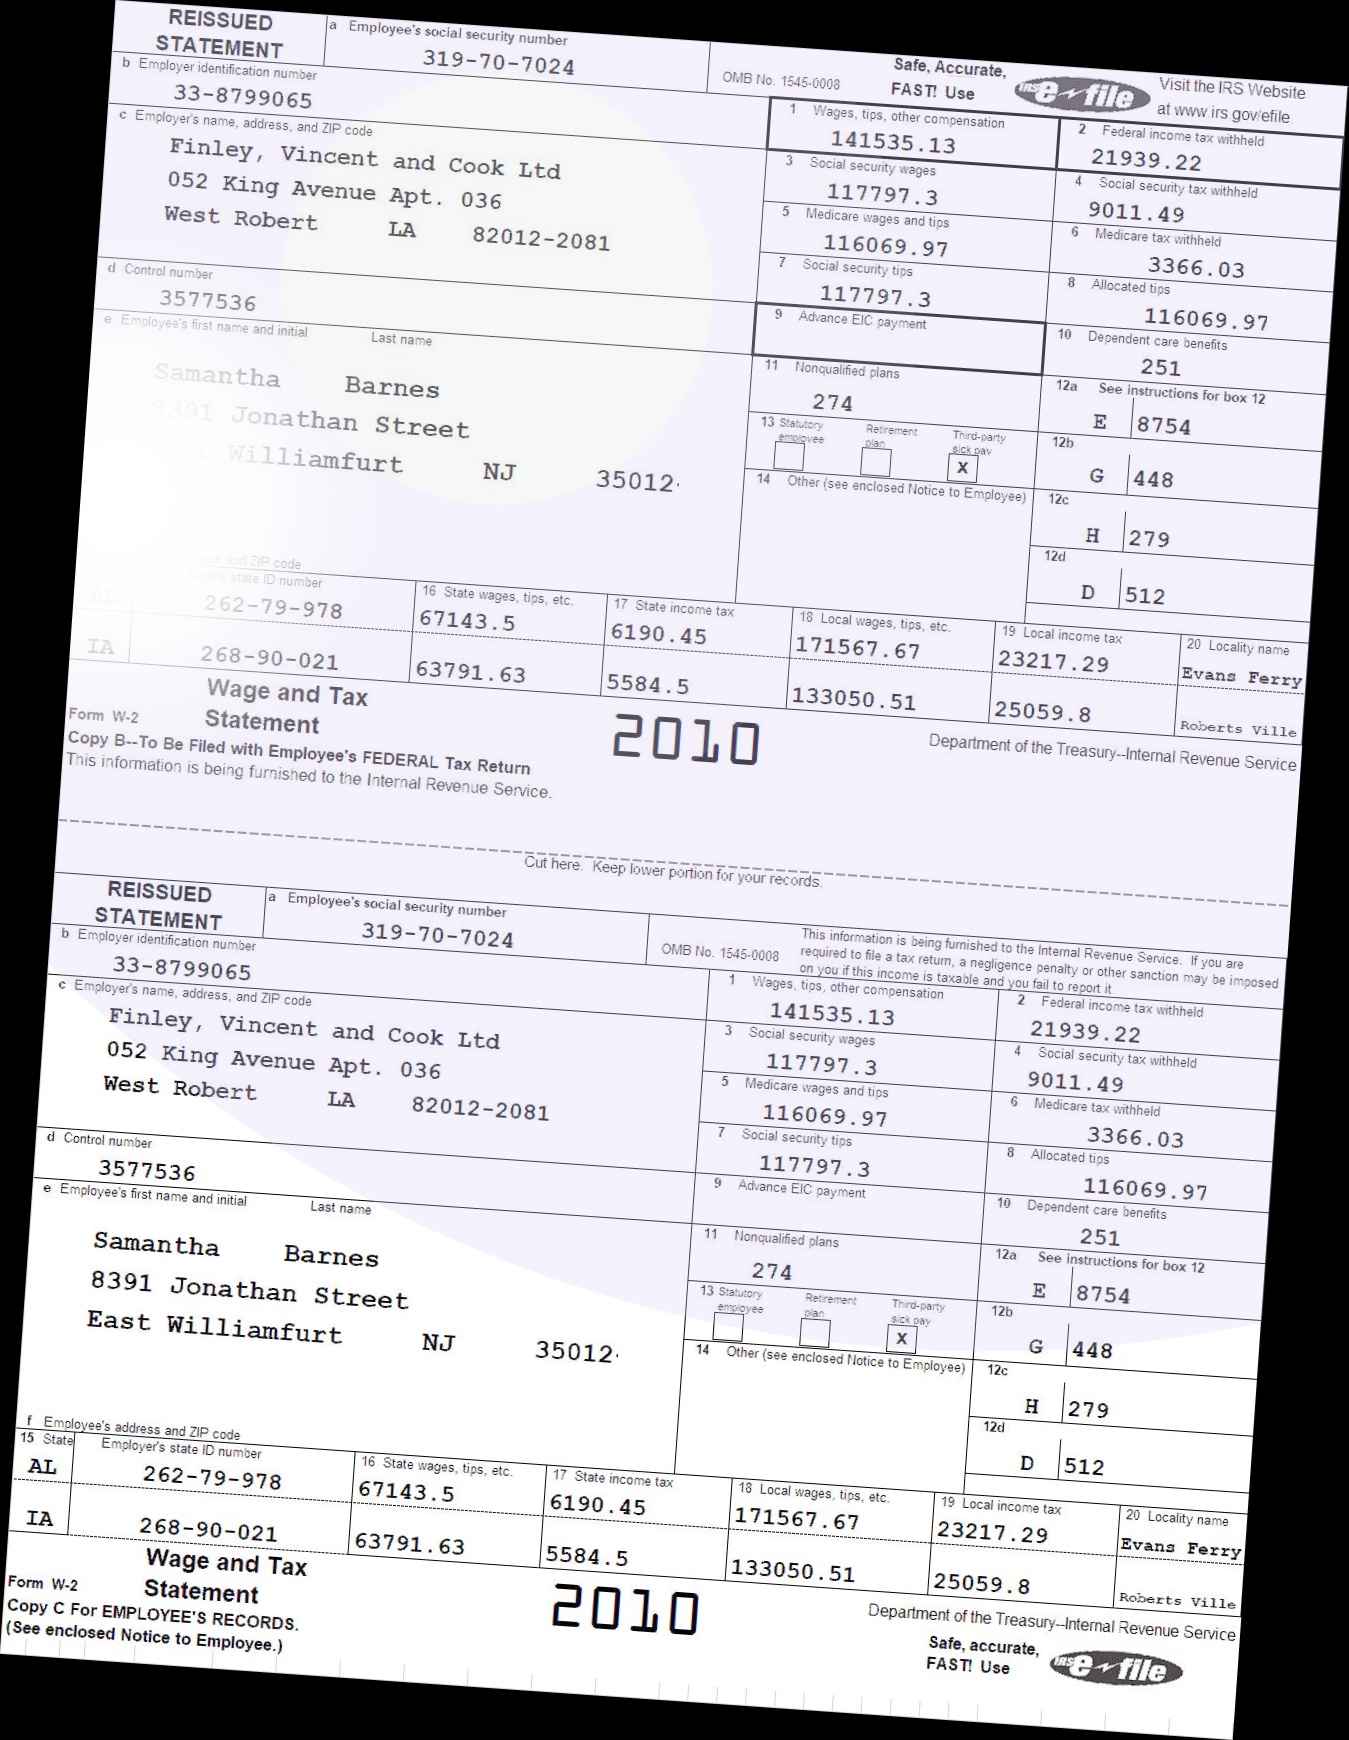 REISSUED STATEMENT
a Employee's social security number
319-70-7024
OMB No. 1545-0008
Safe, Accurate, FAST! Use
IRS e-file
Visit the IRS Website at www.irs.gov/efile
b Employer identification number
33-8799065
1 Wages, tips, other compensation
141535.13
2 Federal income tax withheld
21939.22
c Employer's name, address, and ZIP code
Finley, Vincent and Cook Ltd
052 King Avenue Apt. 036
West Robert LA 82012-2081
3 Social security wages
117797.3
4 Social security tax withheld
9011.49
5 Medicare wages and tips
116069.97
6 Medicare tax withheld
3366.03
d Control number
3577536
7 Social security tips
117797.3
8 Allocated tips
116069.97
e Employee's first name and initial Last name
9 Advance EIC payment
10 Dependent care benefits
251
Samantha Barnes
8391 Jonathan Street
Williamfurt NJ 35012-
11 Nonqualified plans
274
12a See instructions for box 12
E 8754
13 Statutory employee Retirement plan Third-party sick pay
X
12b
G 448
14 Other (see enclosed Notice to Employee)
12c
H 279
12d
D 512
and ZIP code
state ID number
16 State wages, tips, etc.
17 State income tax
18 Local wages, tips, etc.
19 Local income tax
20 Locality name
AL 262-79-978 67143.5 6190.45 171567.67 23217.29 Evans Ferry
IA 268-90-021 63791.63 5584.5 133050.51 25059.8 Roberts Ville
Wage and Tax
Form W-2 Statement
2010
Department of the Treasury--Internal Revenue Service
Copy B--To Be Filed with Employee's FEDERAL Tax Return
This information is being furnished to the Internal Revenue Service.
Cut here. Keep lower portion for your records.
REISSUED STATEMENT
a Employee's social security number
319-70-7024
OMB No. 1545-0008
This information is being furnished to the Internal Revenue Service. If you are
required to file a tax return, a negligence penalty or other sanction may be imposed
on you if this income is taxable and you fail to report it.
b Employer identification number
33-8799065
1 Wages, tips, other compensation
141535.13
2 Federal income tax withheld
21939.22
c Employer's name, address, and ZIP code
Finley, Vincent and Cook Ltd
052 King Avenue Apt. 036
West Robert LA 82012-2081
3 Social security wages
117797.3
4 Social security tax withheld
9011.49
5 Medicare wages and tips
116069.97
6 Medicare tax withheld
3366.03
d Control number
3577536
7 Social security tips
117797.3
8 Allocated tips
116069.97
e Employee's first name and initial Last name
9 Advance EIC payment
10 Dependent care benefits
251
Samantha Barnes
8391 Jonathan Street
East Williamfurt NJ 35012-
11 Nonqualified plans
274
12a See instructions for box 12
E 8754
13 Statutory employee Retirement plan Third-party sick pay
X
12b
G 448
14 Other (see enclosed Notice to Employee)
12c
H 279
12d
D 512
f Employee's address and ZIP code
15 State Employer's state ID number
16 State wages, tips, etc.
17 State income tax
18 Local wages, tips, etc.
19 Local income tax
20 Locality name
AL 262-79-978 67143.5 6190.45 171567.67 23217.29 Evans Ferry
IA 268-90-021 63791.63 5584.5 133050.51 25059.8 Roberts Ville
Wage and Tax
Form W-2 Statement
2010
Department of the Treasury--Internal Revenue Service
Copy C For EMPLOYEE'S RECORDS.
(See enclosed Notice to Employee.)
Safe, accurate, FAST! Use
IRS e-file